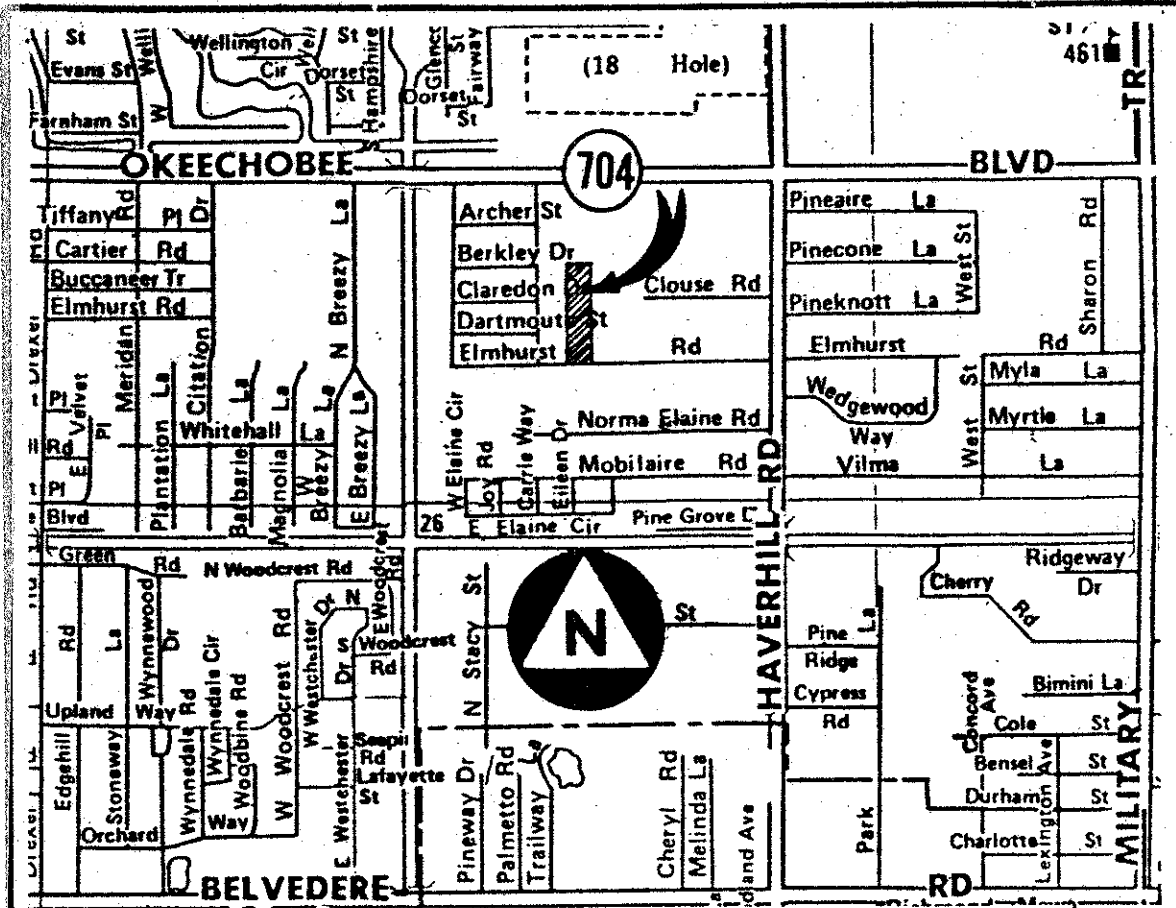 St
Wellington
St
Evans St
Welli
W
Cir
Well
Dorset
St
Hampshire
Dorset
St
St
Fairway
(18 Hole)
461
TR
Farnham St
OKEECHOBEE
704
BLVD
Tiffany Pl
Rd
Dr
Cartier Rd
Buccaneer Tr
Elmhurst Rd
N Breezy La
Archer St
Berkley Dr
Claredon
Dartmouth St
Elmhurst Rd
Clouse Rd
Pineaire La
Pinecone La
Pineknott La
West St
Sharon Rd
Elmhurst Rd
Meridan
Citation
Pl
Velvet
Pl
Rd
E
Pl
Blvd
Plantation La
Whitehall La
Barbarie La
Magnolia La
W Breezy La
E Breezy La
W Elaine Cir
Joy Rd
Carrie Way
Eileen Dr
Norma Elaine Rd
Mobilaire Rd
E Elaine Cir
Pine Grove
26
HAVERHILL RD
Wedgewood
Way
Vilma La
West St
Myla La
Myrtle La
Green Rd
N Woodcrest Rd
E Woodcrest Rd
Rd
La
Wynnewood Dr
Wynnedale Cir
Wynnedale Rd
Woodbine Rd
W Woodcrest Rd
W Westchester
Dr N
Dr S
Woodcrest
Rd
N Stacy St
N
St
Pine
Ridge
La
Cypress
Rd
Cherry
Rd
Ridgeway
Dr
Concord
Ave
Bimini La
Cole St
Bensel St
Durham St
Charlotte St
Lexington Ave
MILITARY
Upland Way
Edgehill
Stoneway
Orchard
Way
E Westchester
Rd
Lafayette
St
Pineway Dr
Palmetto Rd
Trailway La
Cheryl Rd
Melinda La
Ave
Park
BELVEDERE
RD